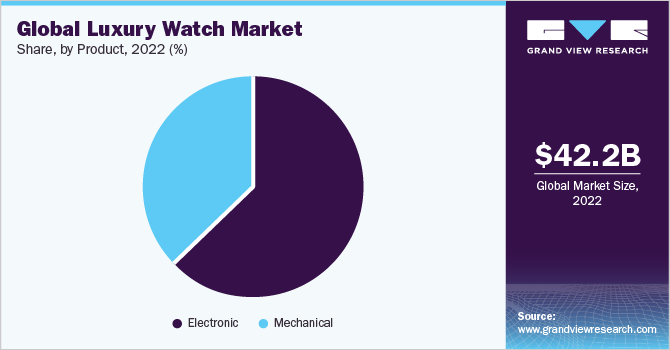 Global Luxury Watch Market
Share, by Product, 2022 (%)
Electronic
Mechanical
GRAND VIEW RESEARCH
$42.2B
Global Market Size,
2022
Source:
www.grandviewresearch.com